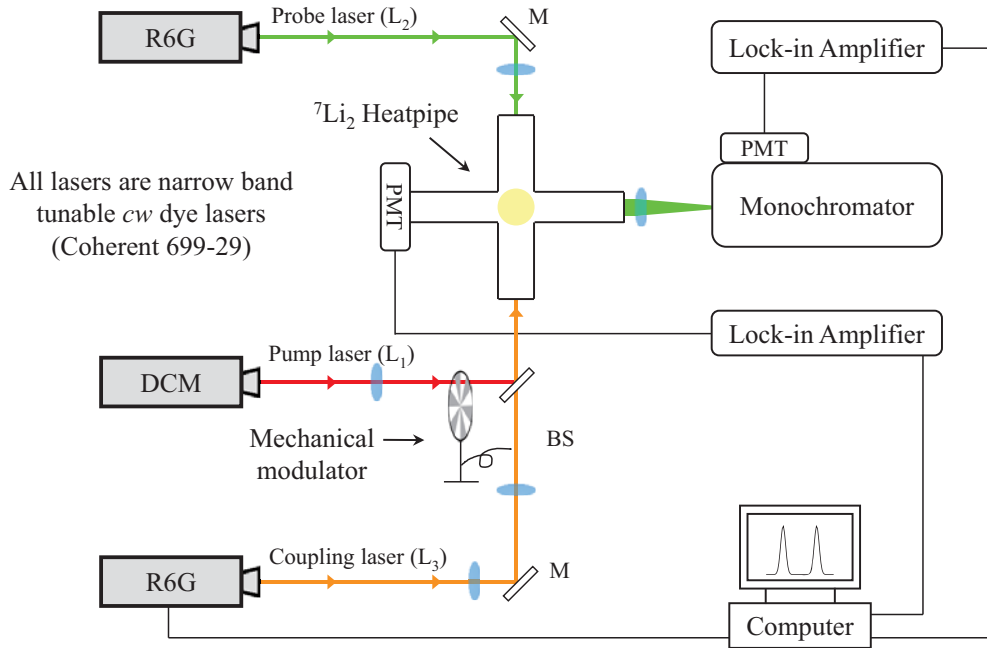 R6G
Probe laser (L₂)
M
Lock-in Amplifier
⁷Li₂ Heatpipe
PMT
PMT
Monochromator
All lasers are narrow band
tunable cw dye lasers
(Coherent 699-29)
Lock-in Amplifier
DCM
Pump laser (L₁)
Mechanical
modulator
BS
R6G
Coupling laser (L₃)
M
Computer